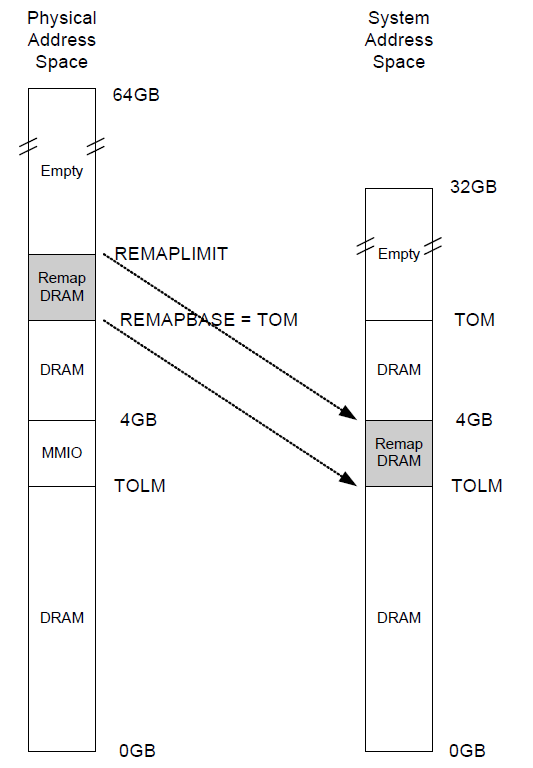 Physical
Address
Space
System
Address
Space
64GB
Empty
32GB
Empty
REMAPLIMIT
Remap
DRAM
REMAPBASE = TOM
TOM
DRAM
DRAM
4GB
4GB
MMIO
Remap
DRAM
TOLM
TOLM
DRAM
DRAM
0GB
0GB